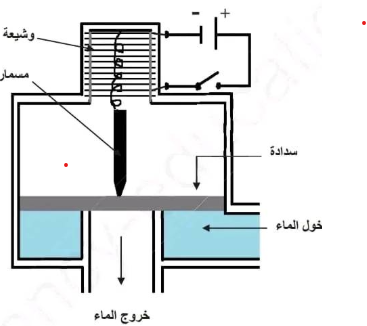 - +
وشيعة
مسمار
سدادة
خول الماء
خروج الماء